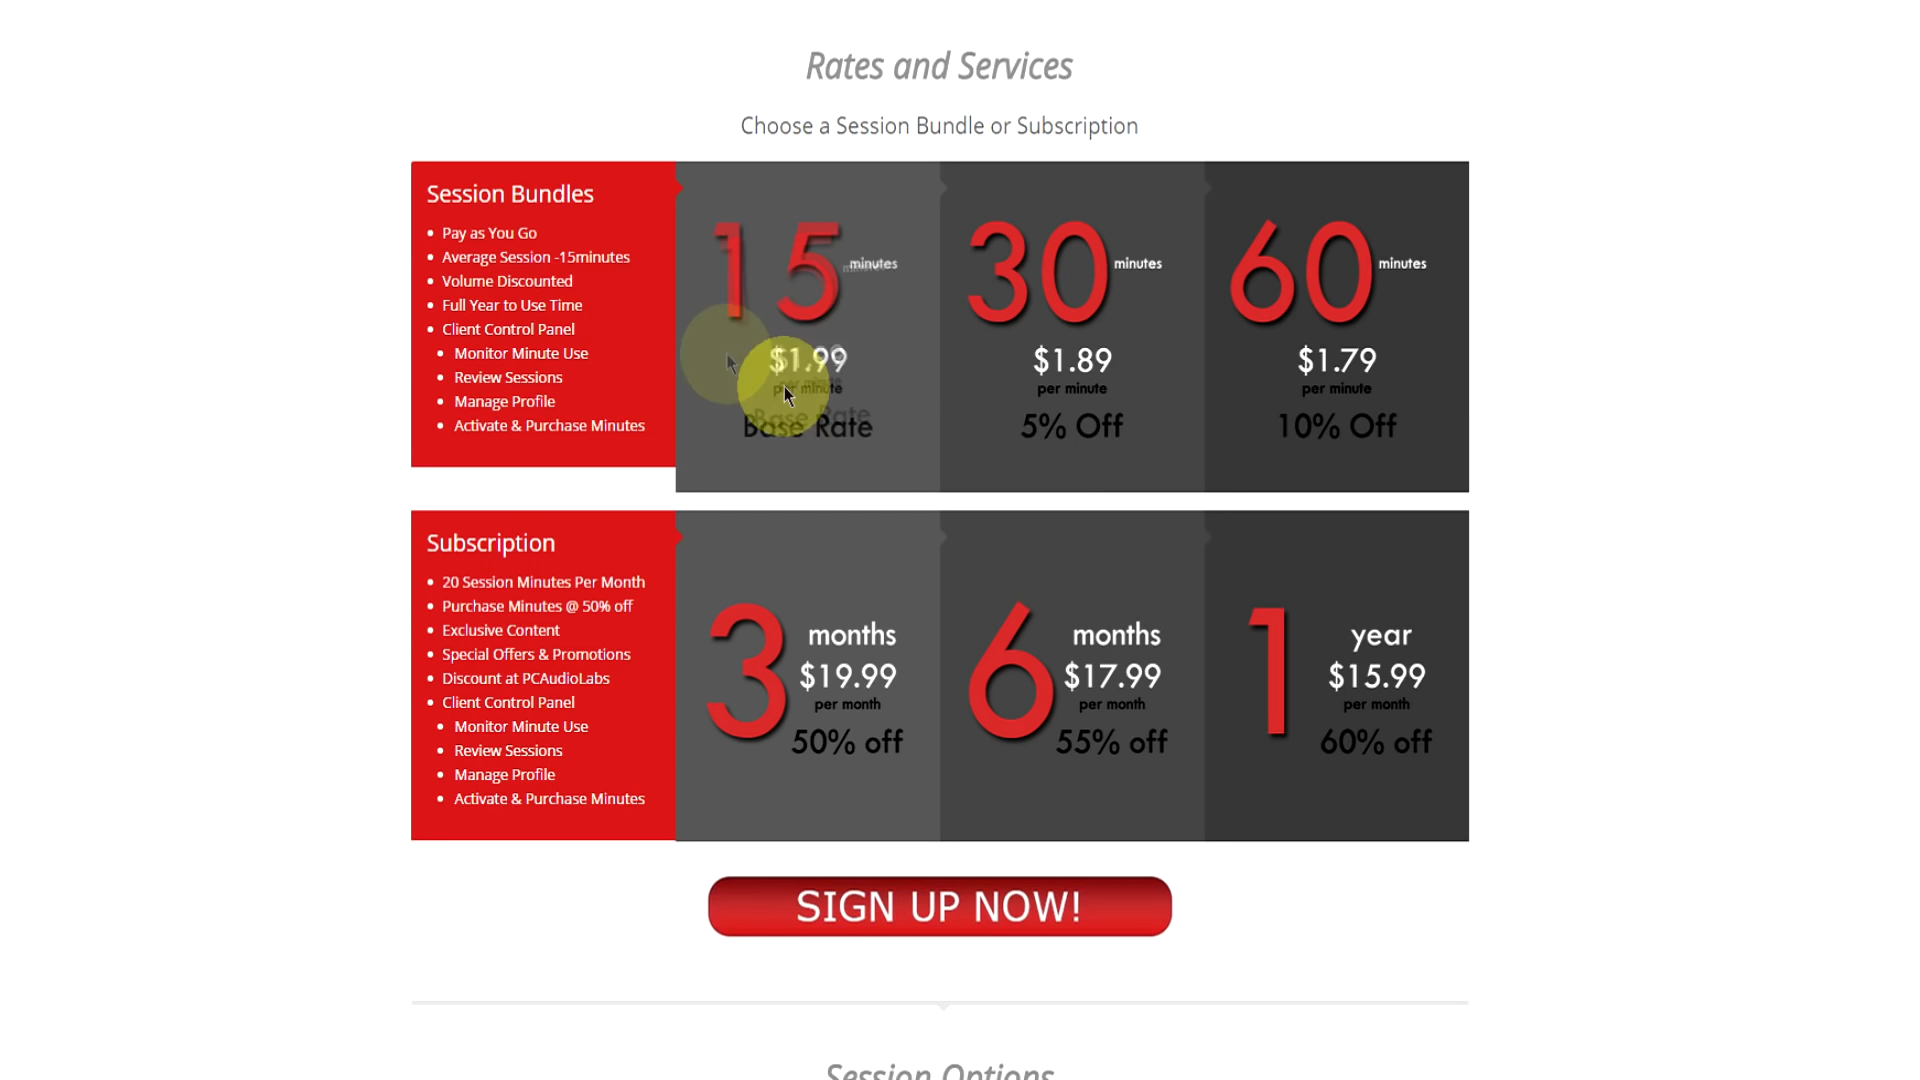 Rates and Services
Choose a Session Bundle or Subscription
Session Bundles
Pay as You Go
Average Session -15minutes
Volume Discounted
Full Year to Use Time
Client Control Panel
Monitor Minute Use
Review Sessions
Manage Profile
Activate & Purchase Minutes
15 minutes
$1.99
per minute
Base Rate
30 minutes
$1.89
per minute
5% Off
60 minutes
$1.79
per minute
10% Off
Subscription
20 Session Minutes Per Month
Purchase Minutes @ 50% off
Exclusive Content
Special Offers & Promotions
Discount at PCAudioLabs
Client Control Panel
Monitor Minute Use
Review Sessions
Manage Profile
Activate & Purchase Minutes
3 months
$19.99
per month
50% off
6 months
$17.99
per month
55% off
1 year
$15.99
per month
60% off
SIGN UP NOW!
Session Options